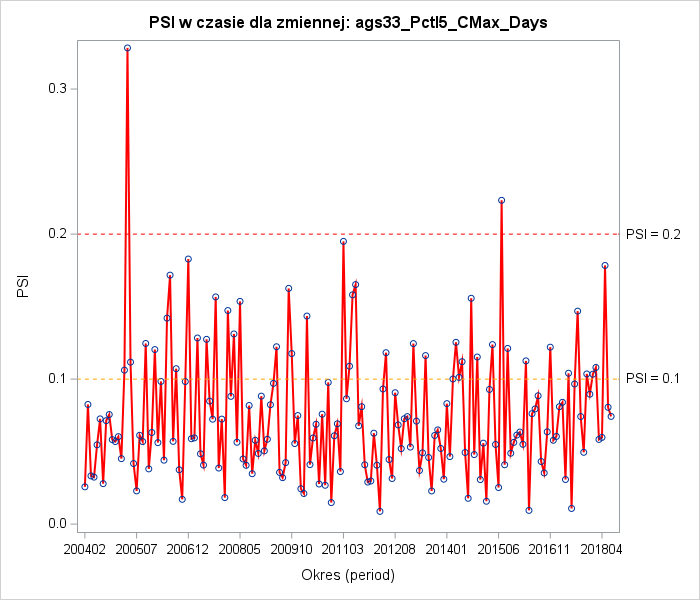 PSI w czasie dla zmiennej: ags33_Pctl5_CMax_Days
0.3
0.2
PSI = 0.2
PSI
0.1
PSI = 0.1
0.0
200402 200507 200612 200805 200910 201103 201208 201401 201506 201611 201804
Okres (period)